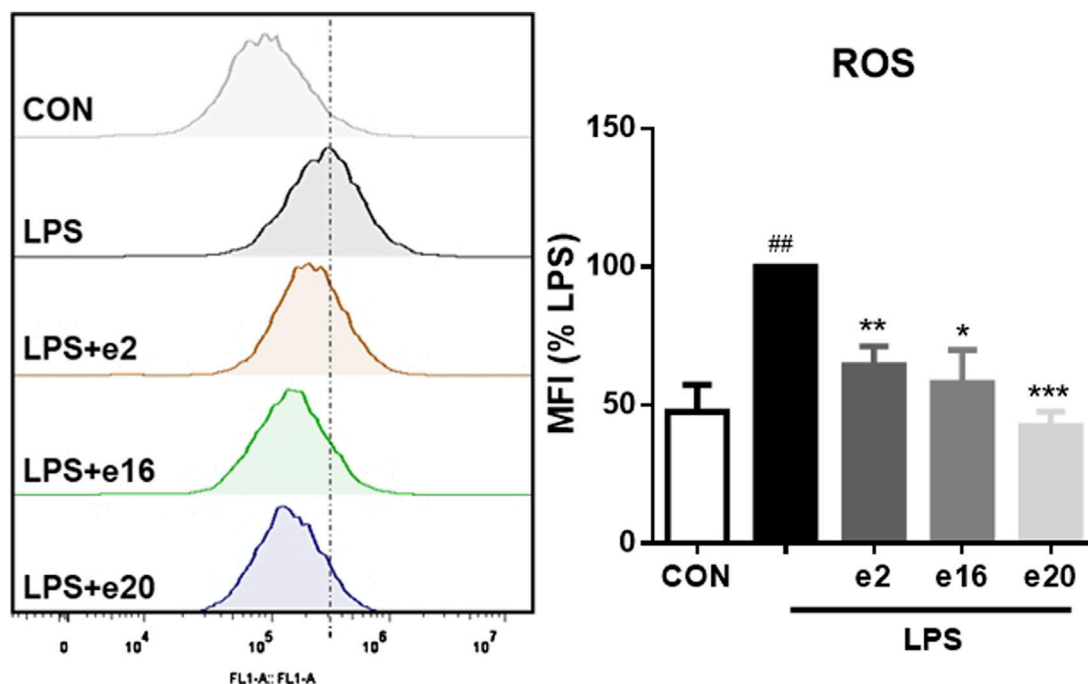 CON
LPS
LPS+e2
LPS+e16
LPS+e20
0 10^4 10^5 10^6 10^7
FL1-A:: FL1-A
ROS
MFI (% LPS)
150
100
50
0
##
**
*
***
CON e2 e16 e20
LPS